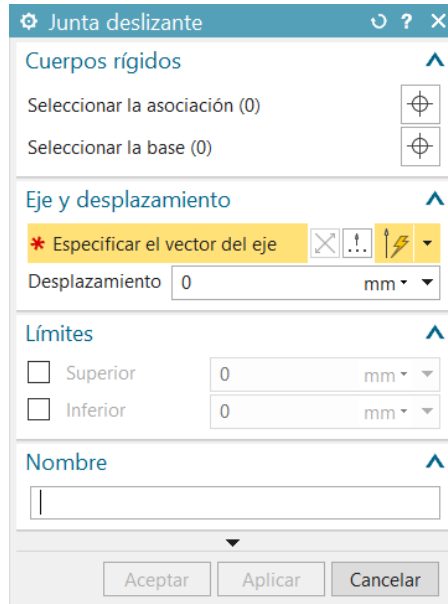 Junta deslizante ?
Cuerpos rígidos
Seleccionar la asociación (0)
Seleccionar la base (0)
Eje y desplazamiento
* Especificar el vector del eje
Desplazamiento 0 mm
Límites
Superior 0 mm
Inferior 0 mm
Nombre
Aceptar Aplicar Cancelar